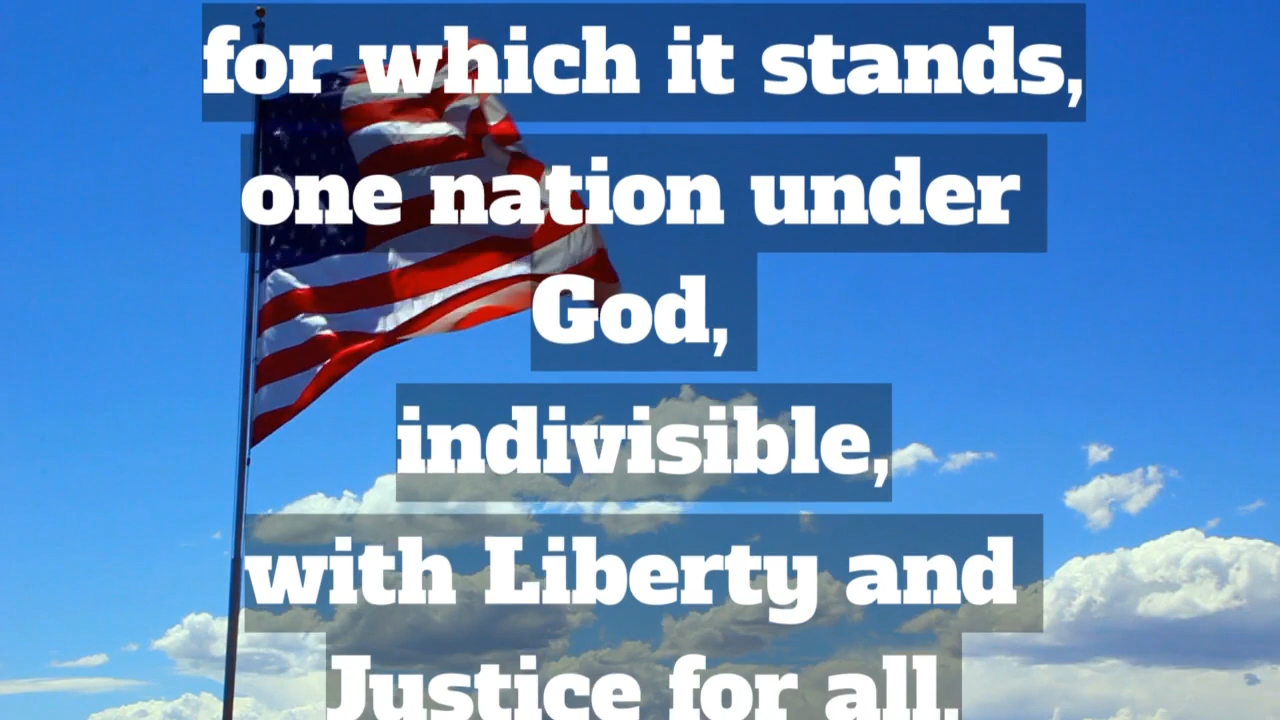 for which it stands,
one nation under
God,
indivisible,
with Liberty and
Justice for all.